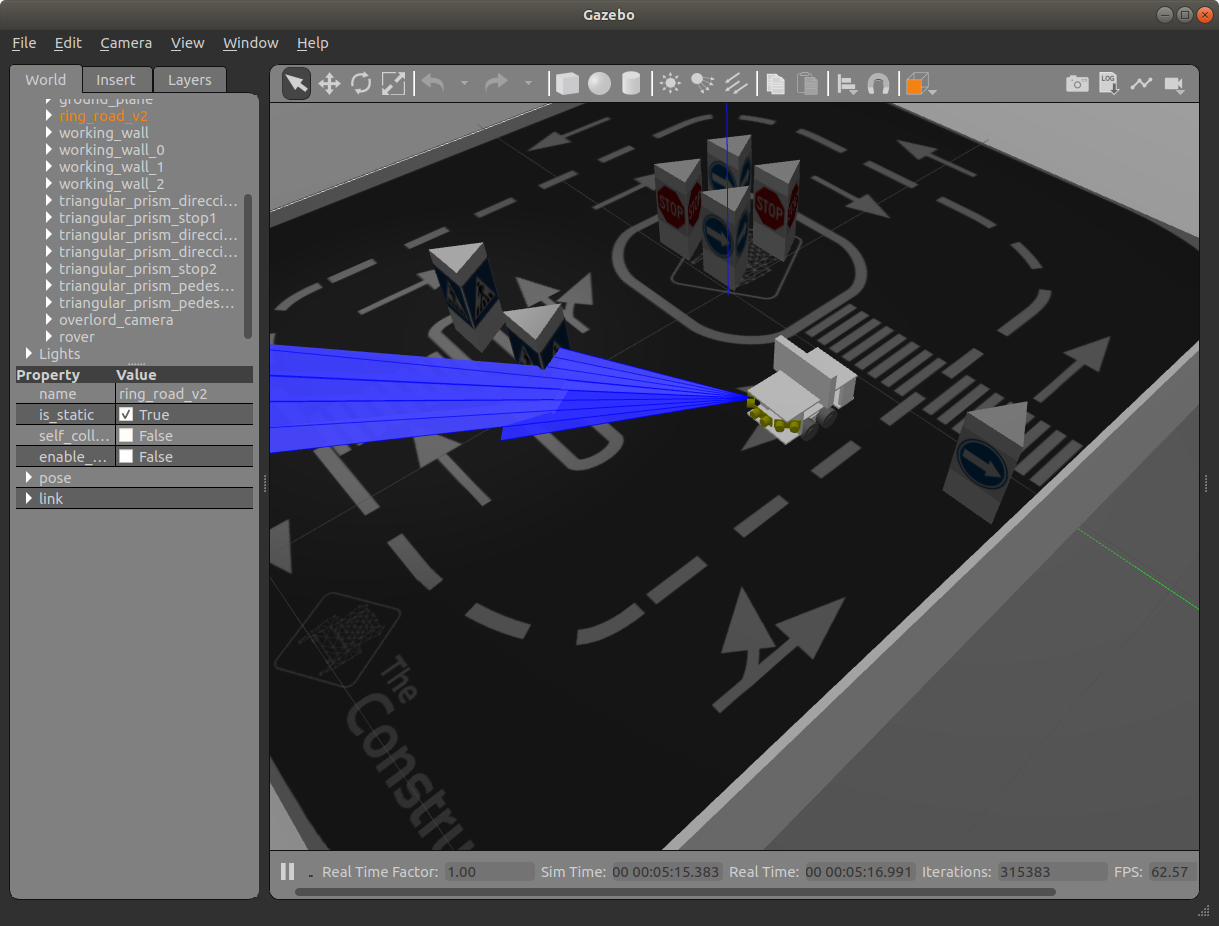 Gazebo
File Edit Camera View Window Help
World Insert Layers
ground_plane
ring_road_v2
working_wall
working_wall_0
working_wall_1
working_wall_2
triangular_prism_direcci...
triangular_prism_stop1
triangular_prism_direcci...
triangular_prism_direcci...
triangular_prism_stop2
triangular_prism_pedes...
triangular_prism_pedes...
overlord_camera
rover
Lights
Property Value
name ring_road_v2
is_static True
self_coll... False
enable_... False
pose
link
LOG
STOP STOP
STOP
The
Constru
Real Time Factor: 1.00 Sim Time: 00 00:05:15.383 Real Time: 00 00:05:16.991 Iterations: 315383 FPS: 62.57